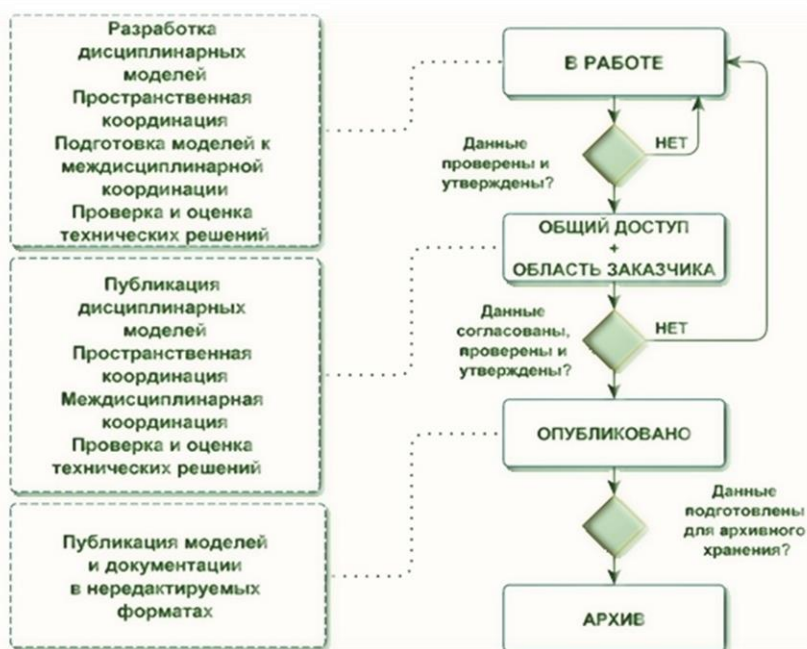 Разработка
дисциплинарных
моделей
Пространственная
координация
Подготовка моделей к
междисциплинарной
координации
Проверка и оценка
технических решений
Публикация
дисциплинарных
моделей
Пространственная
координация
Междисциплинарная
координация
Проверка и оценка
технических решений
Публикация моделей
и документации
в нередактируемых
форматах
В РАБОТЕ
Данные
проверены и
утверждены?
НЕТ
ОБЩИЙ ДОСТУП
+
ОБЛАСТЬ ЗАКАЗЧИКА
Данные
согласованы,
проверены и
утверждены?
НЕТ
ОПУБЛИКОВАНО
Данные
подготовлены
для архивного
хранения?
АРХИВ